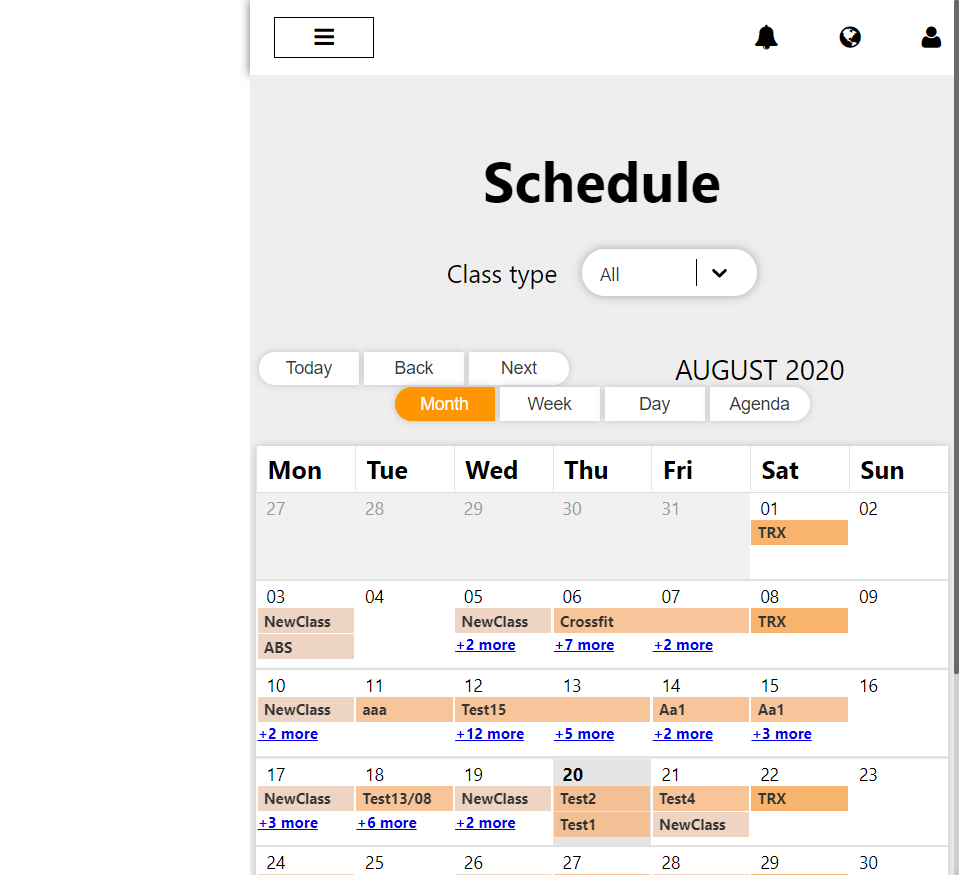 Schedule
Class type All
Today Back Next AUGUST 2020
Month Week Day Agenda
Mon Tue Wed Thu Fri Sat Sun
27 28 29 30 31 01 02
TRX
03 04 05 06 07 08 09
NewClass NewClass Crossfit TRX
ABS +2 more +7 more +2 more
10 11 12 13 14 15 16
NewClass aaa Test15 Aa1 Aa1
+2 more +12 more +5 more +2 more +3 more
17 18 19 20 21 22 23
NewClass Test13/08 NewClass Test2 Test4 TRX
+3 more +6 more +2 more Test1 NewClass
24 25 26 27 28 29 30